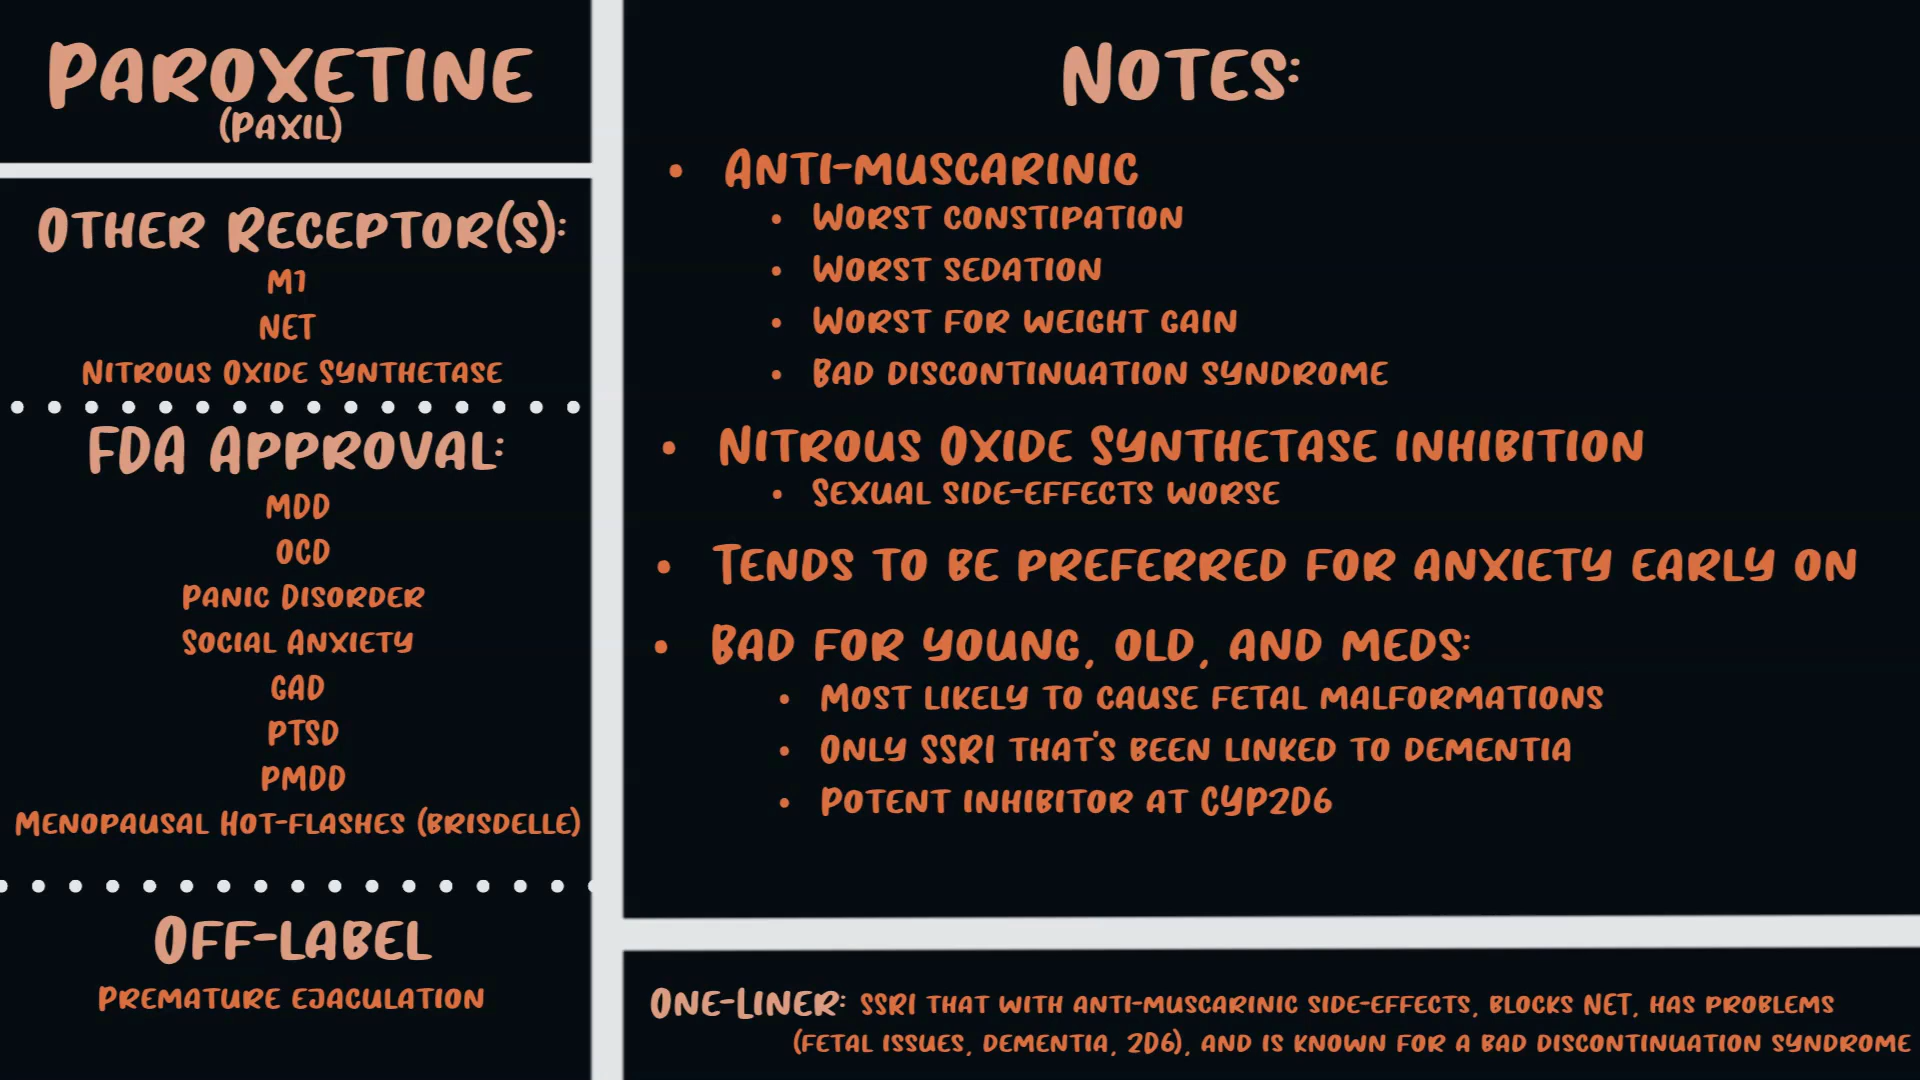 Paroxetine
(Paxil)
Other Receptor(s):
M1
NET
Nitrous Oxide Synthetase
FDA Approval:
MDD
OCD
Panic Disorder
Social Anxiety
GAD
PTSD
PMDD
Menopausal Hot-flashes (Brisdelle)
Off-label
Premature ejaculation
Notes:
• Anti-muscarinic
• Worst constipation
• Worst sedation
• Worst for weight gain
• Bad discontinuation syndrome
• Nitrous Oxide Synthetase inhibition
• Sexual side-effects worse
• Tends to be preferred for anxiety early on
• Bad for young, old, and meds:
• Most likely to cause fetal malformations
• Only SSRI that's been linked to dementia
• Potent inhibitor at CYP2D6
One-Liner: SSRI that with anti-muscarinic side-effects, blocks NET, has problems
(fetal issues, dementia, 2D6), and is known for a bad discontinuation syndrome